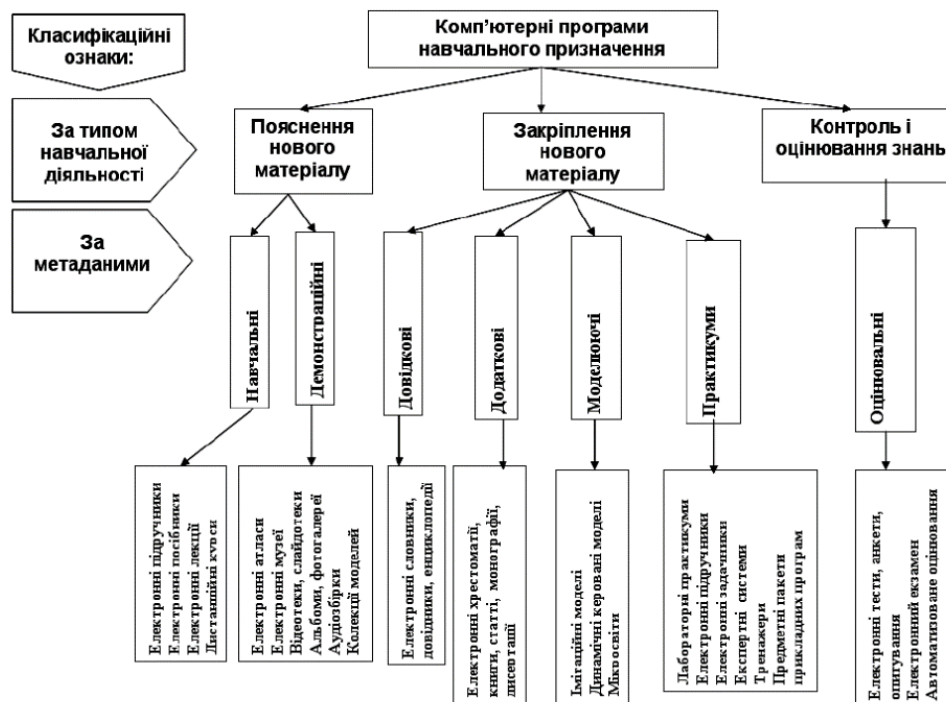 Класифікаційні
ознаки:
Комп’ютерні програми
навчального призначення
За типом
навчальної
діяльності
Пояснення
нового
матеріалу
Закріплення
нового
матеріалу
Контроль і
оцінювання знань
За
метаданими
Навчальні
Демонстраційні
Довідкові
Додаткові
Моделюючі
Практикуми
Оцінювальні
Електронні підручники
Електронні посібники
Електронні лекції
Дистанційні курси
Електронні атласи
Електронні музеї
Відеотеки, слайдотеки
Альбоми, фотогалереї
Аудіозбірки
Колекції моделей
Електронні словники,
довідники, енциклопедії
Електронні хрестоматії,
книги, статті, монографії,
дисертації
Імітаційні моделі
Динамічні керовані моделі
Мікросвіти
Лабораторні практикуми
Електронні підручники
Електронні задачники
Експертні системи
Тренажери
Предметні пакети
прикладних програм
Електронні тести, анкети,
опитування
Електронний екзамен
Автоматизоване оцінювання